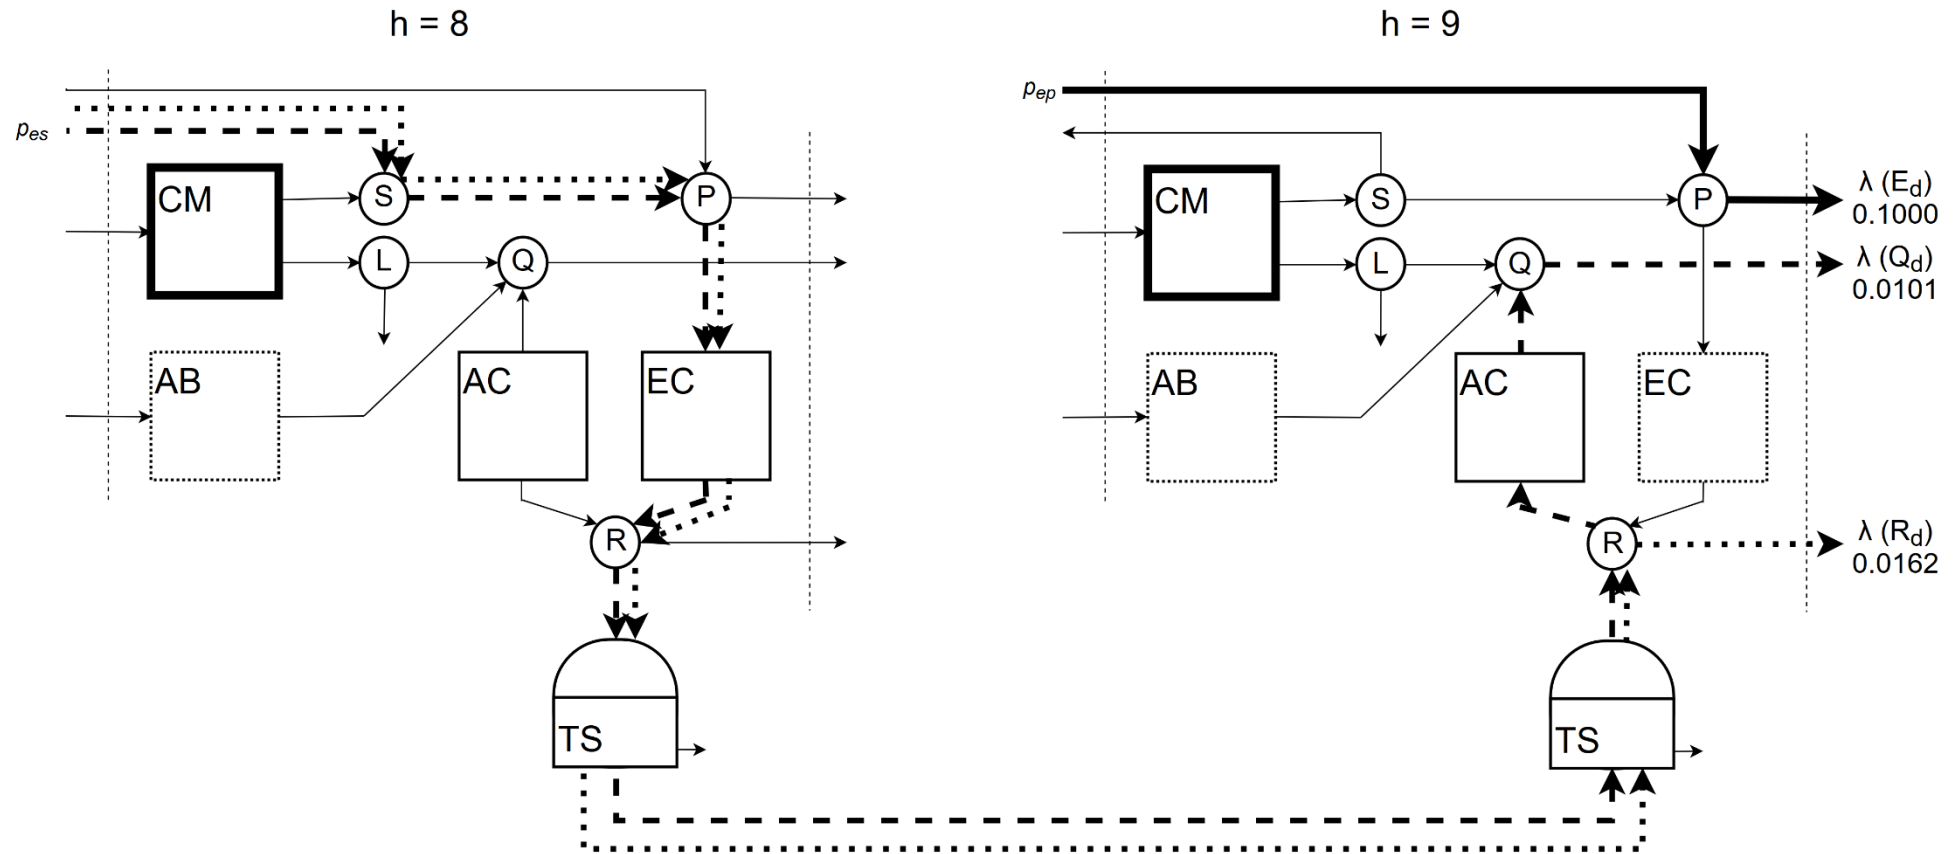 h = 8
h = 9
p_ep
p_es
CM
S
P
L
Q
AB
AC
EC
R
TS
CM
S
P
L
Q
AB
AC
EC
R
TS
λ (E_d)
0.1000
λ (Q_d)
0.0101
λ (R_d)
0.0162